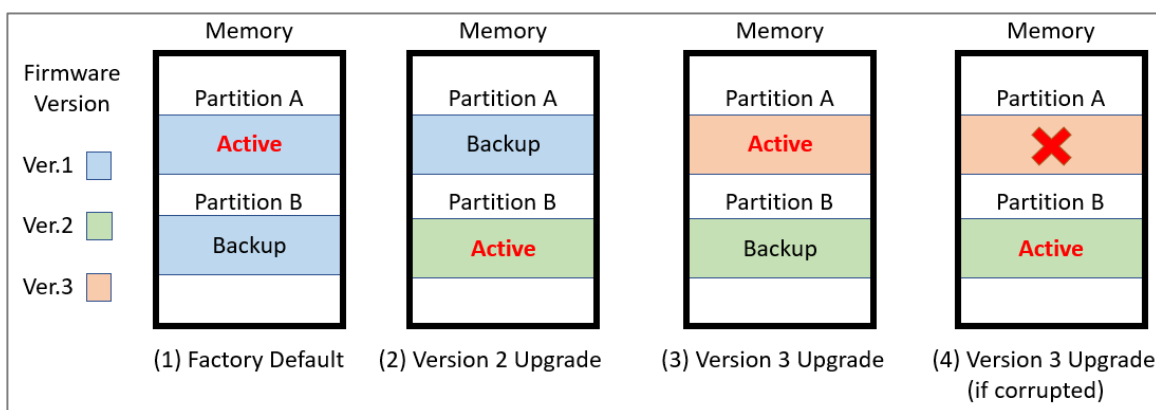 Firmware
Version
Ver.1
Ver.2
Ver.3
Memory
Partition A
Active
Partition B
Backup
(1) Factory Default
Memory
Partition A
Backup
Partition B
Active
(2) Version 2 Upgrade
Memory
Partition A
Active
Partition B
Backup
(3) Version 3 Upgrade
Memory
Partition A
Partition B
Active
(4) Version 3 Upgrade
(if corrupted)